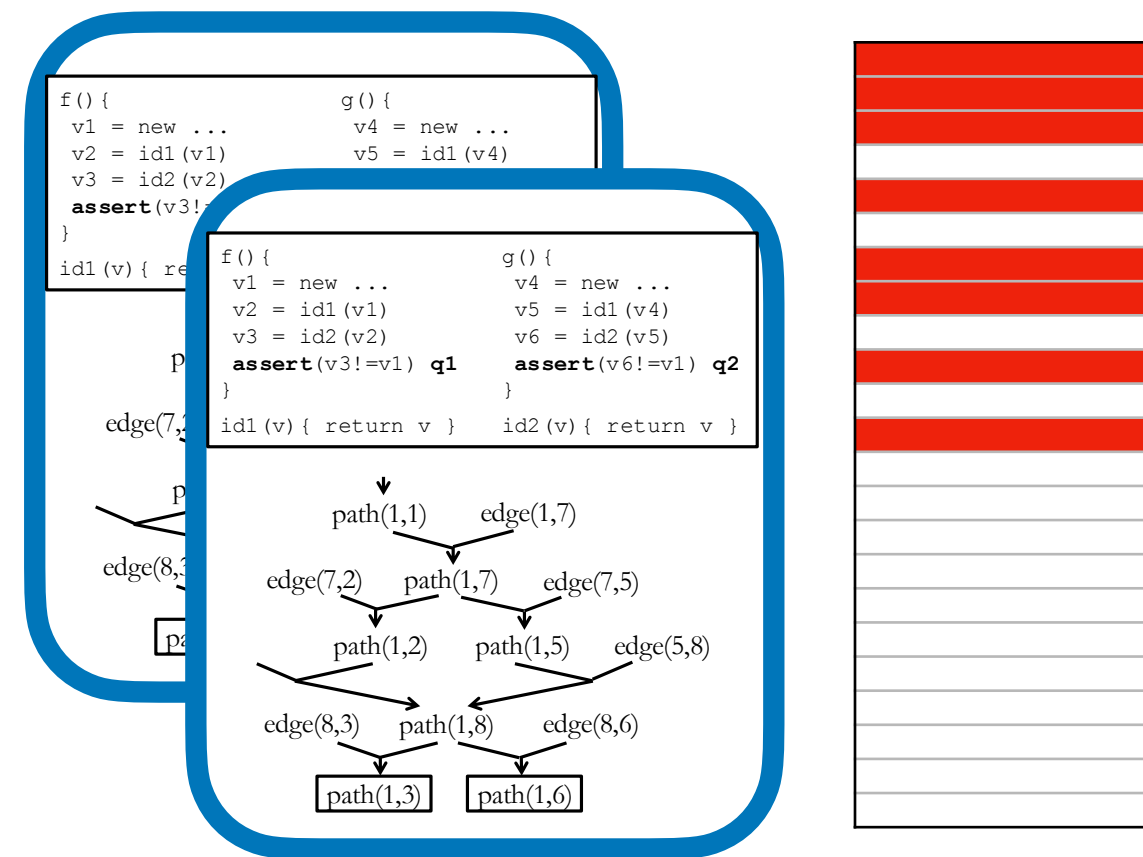 f(){ g(){
v1 = new ... v4 = new ...
v2 = id1(v1) v5 = id1(v4)
v3 = id2(v2)
assert(v3!
}
id1(v){ re
edge(7,
edge(8,
f(){ g(){
v1 = new ... v4 = new ...
v2 = id1(v1) v5 = id1(v4)
v3 = id2(v2) v6 = id2(v5)
assert(v3!=v1) q1 assert(v6!=v1) q2
} }
id1(v){ return v } id2(v){ return v }
path(1,1) edge(1,7)
edge(7,2) path(1,7) edge(7,5)
path(1,2) path(1,5) edge(5,8)
edge(8,3) path(1,8) edge(8,6)
path(1,3) path(1,6)